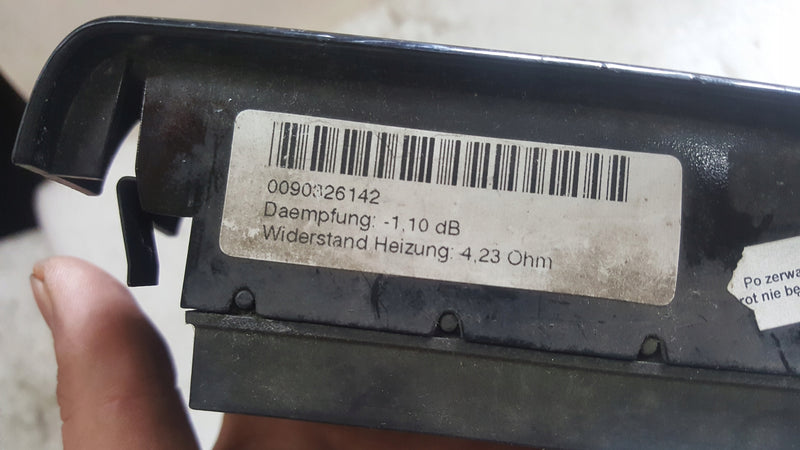 0090326142
Daempfung: -1,10 dB
Widerstand Heizung: 4,23 Ohm
Po zerwa
rot nie bę